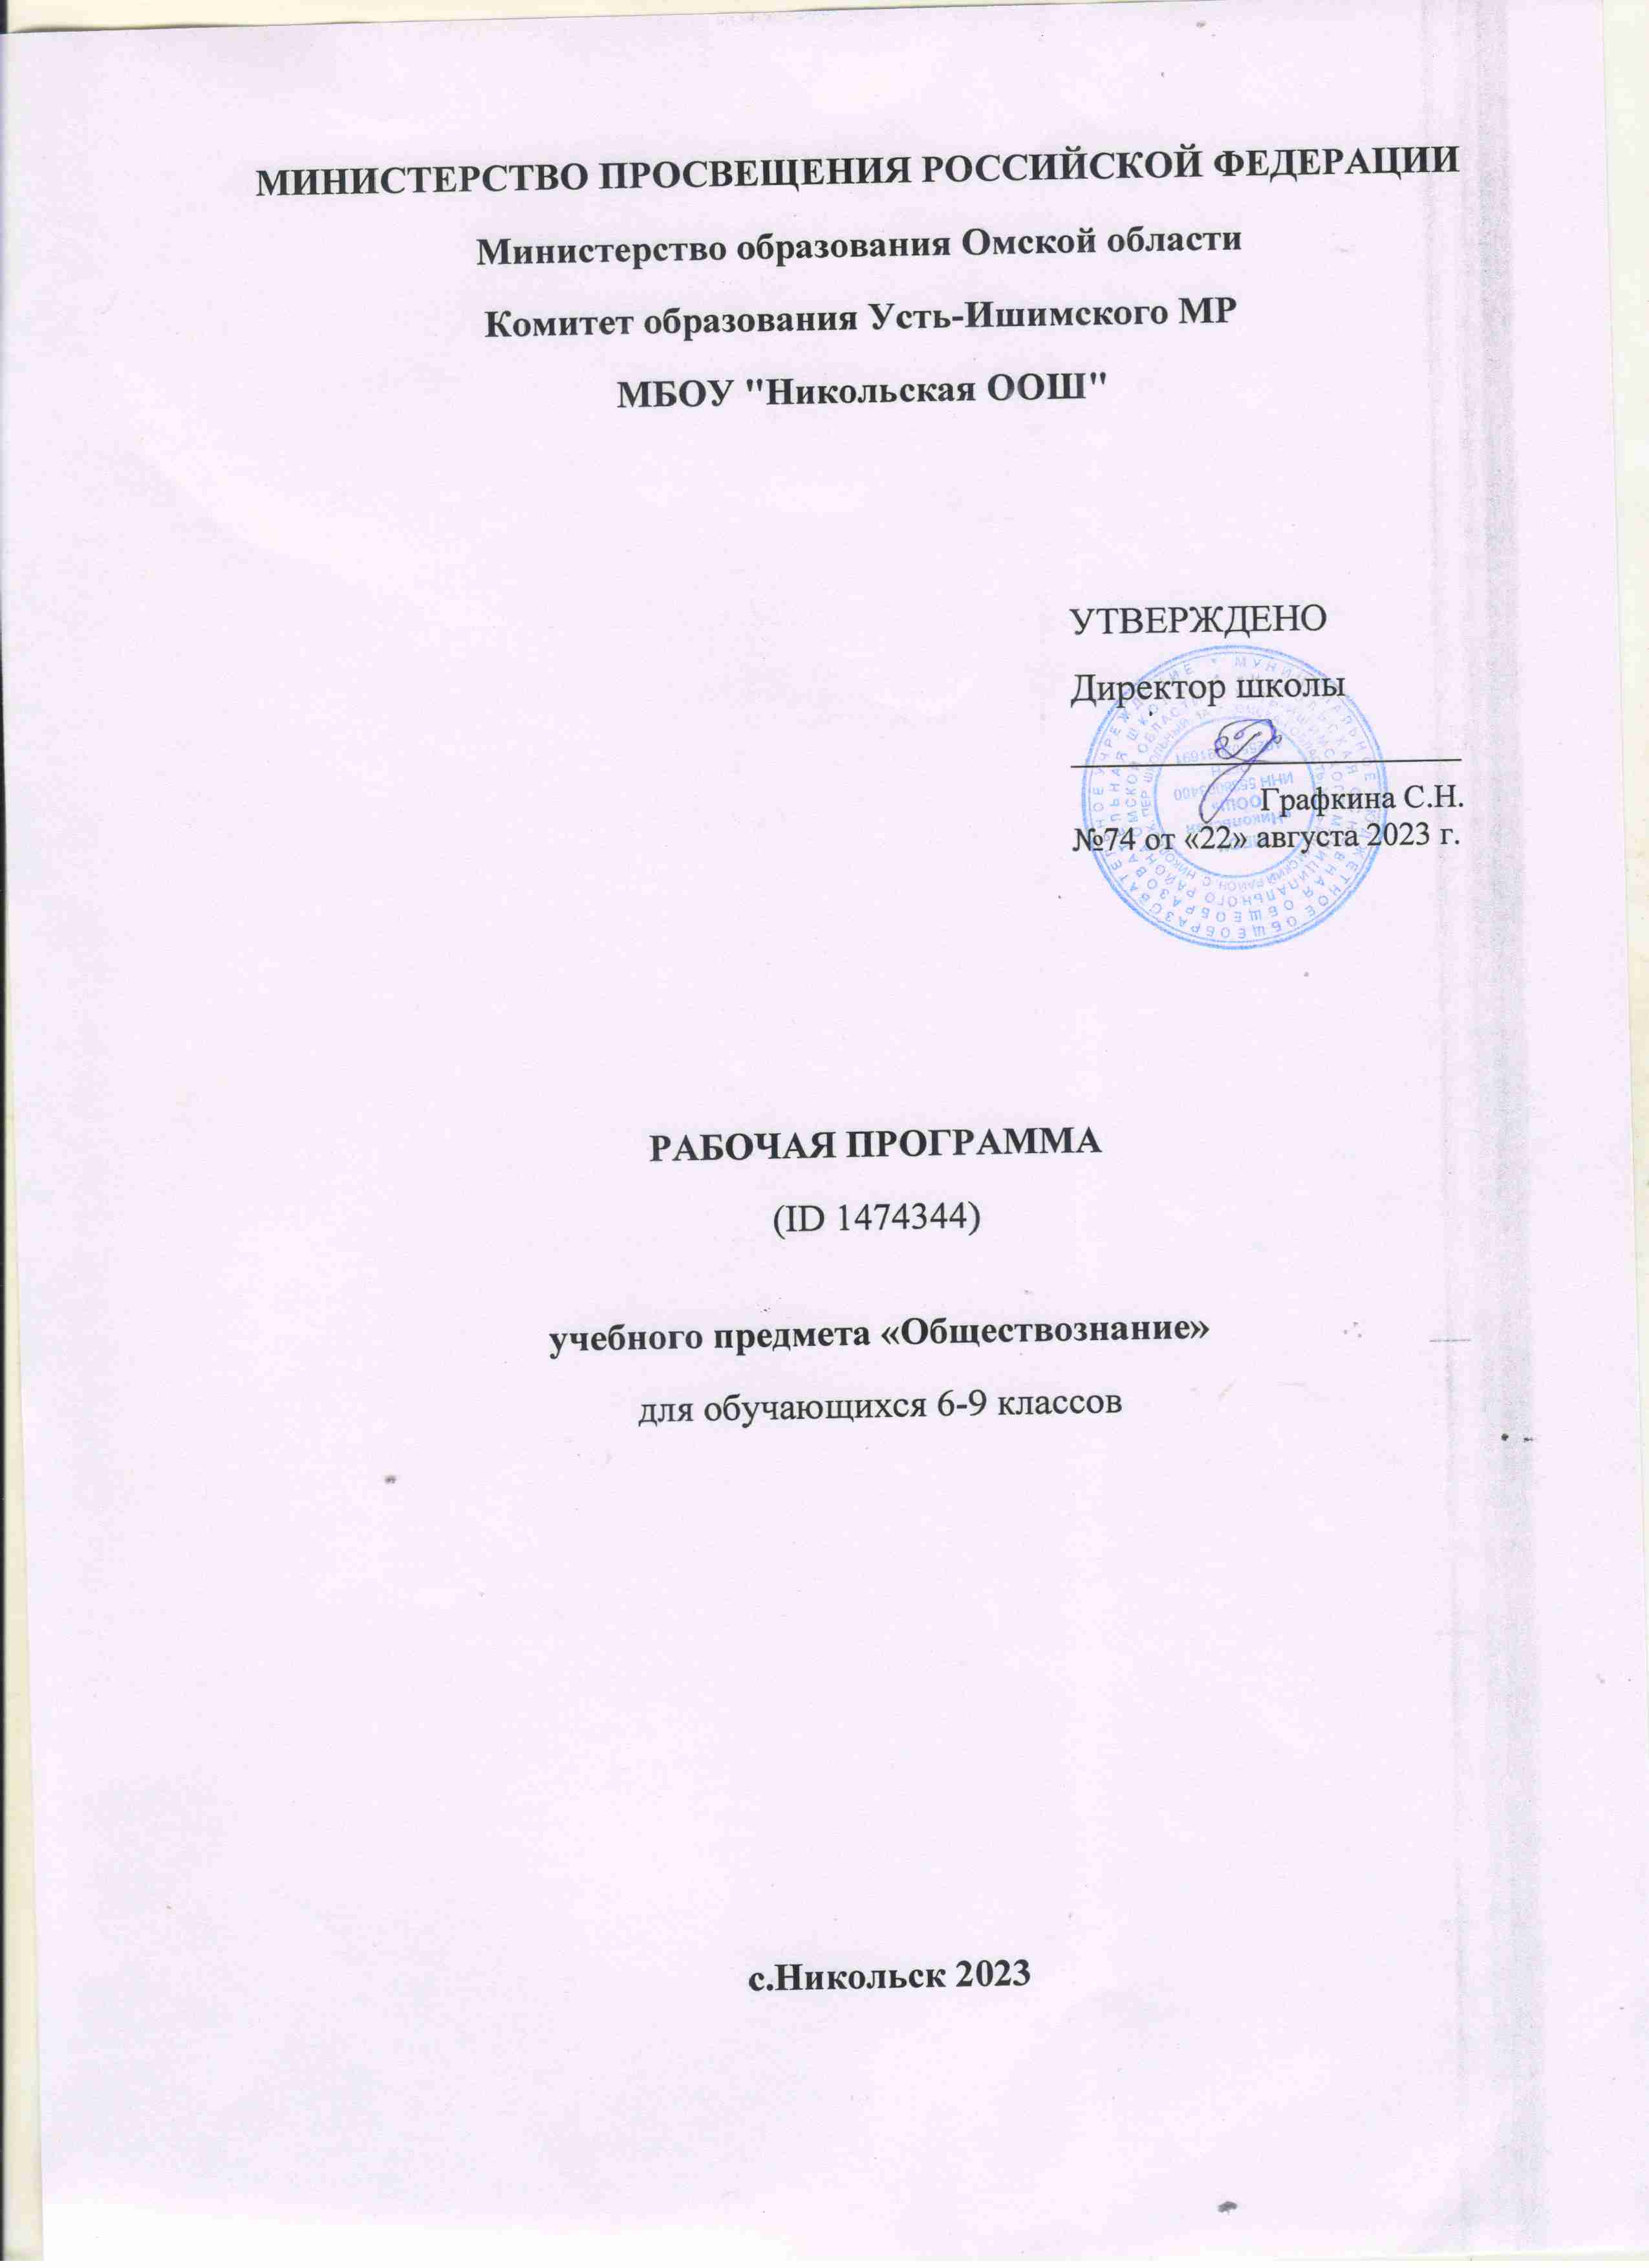 МИНИСТЕРСТВО ПРОСВЕЩЕНИЯ РОССИЙСКОЙ ФЕДЕРАЦИИ
Министерство образования Омской области
Комитет образования Усть-Ишимского МР
МБОУ "Никольская ООШ"
УТВЕРЖДЕНО
Директор школы
Графкина С.Н.
№74 от «22» августа 2023 г.
РАБОЧАЯ ПРОГРАММА
(ID 1474344)
учебного предмета «Обществознание»
для обучающихся 6-9 классов
с.Никольск 2023